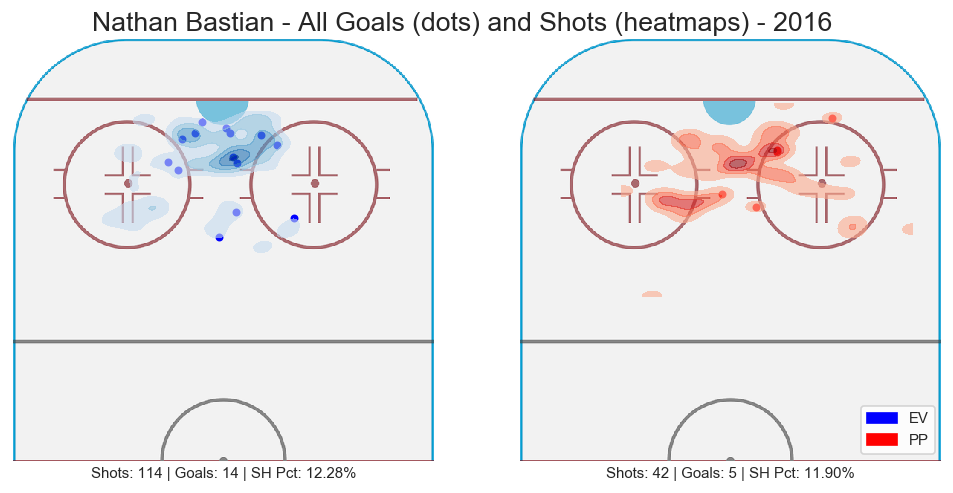 Nathan Bastian - All Goals (dots) and Shots (heatmaps) - 2016
EV
PP
Shots: 114 | Goals: 14 | SH Pct: 12.28%
Shots: 42 | Goals: 5 | SH Pct: 11.90%